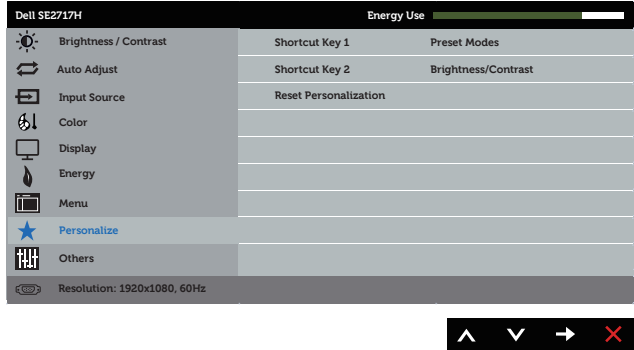 Dell SE2717H Energy Use
Brightness / Contrast Shortcut Key 1 Preset Modes
Auto Adjust Shortcut Key 2 Brightness/Contrast
Input Source Reset Personalization
Color
Display
Energy
Menu
Personalize
Others
Resolution: 1920x1080, 60Hz